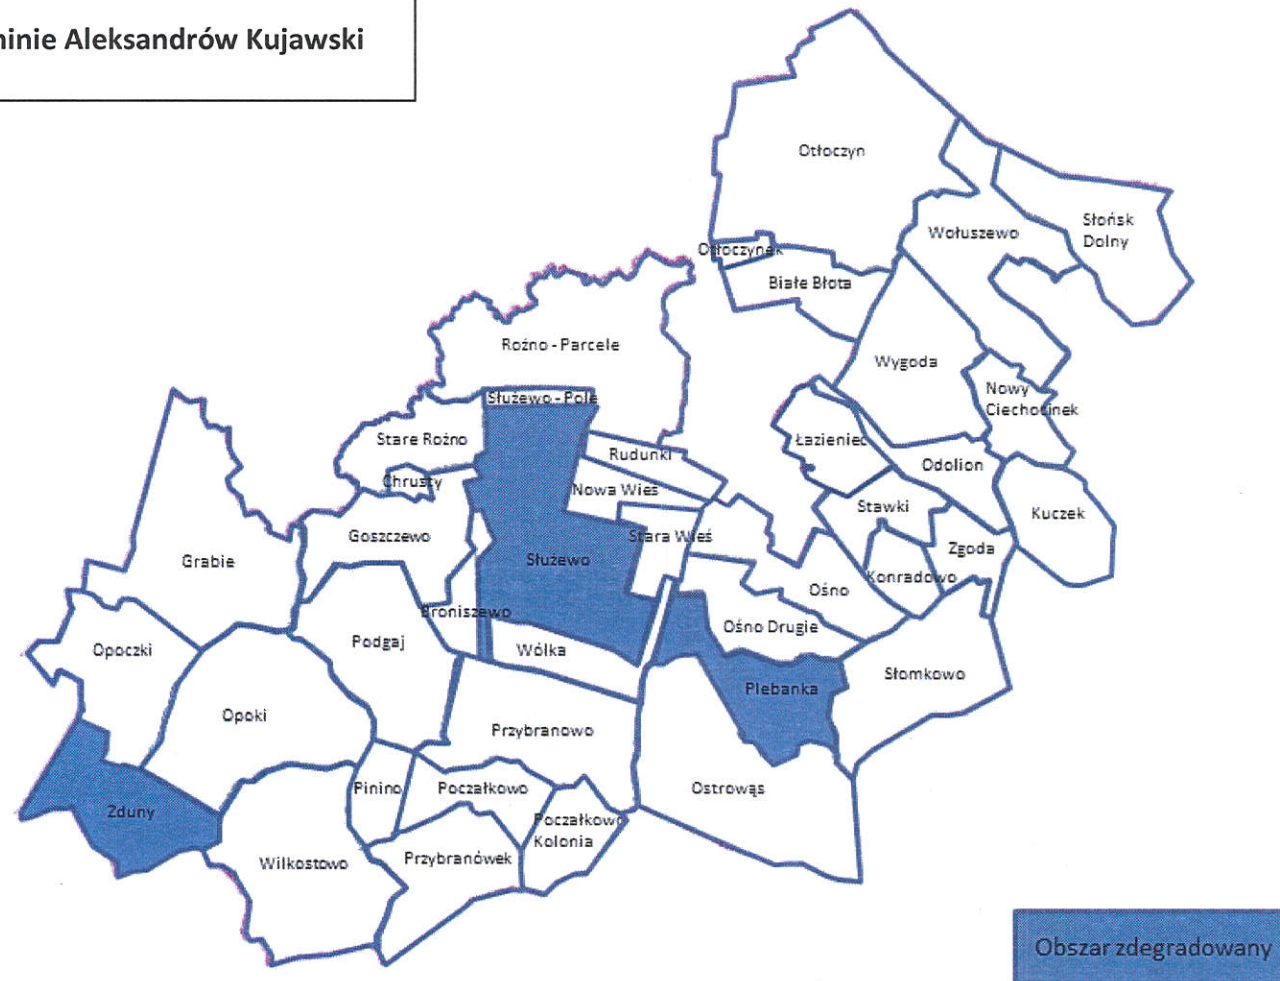 inie Aleksandrów Kujawski
Otłoczyn
Słońsk
Dolny
Wołuszewo
Otłoczynek
Białe Błota
Rożno - Parcele
Wygoda
Nowy
Ciechocinek
Służewo - Pole
Stare Rożno
Łazieniec
Rudunki
Odolion
Chrusty
Nowa Wieś
Stawki
Kuczek
Goszczewo
Stara Wieś
Grabie
Służewo
Zgoda
Konradowo
Ośno
Broniszewo
Ośno Drugie
Podgaj
Opoczki
Wólka
Słomkowo
Plebanka
Opoki
Przybranowo
Pinino
Poczałkowo
Ostrowąs
Zduny
Poczałkowo
Kolonia
Wilkostowo
Przybranówek
Obszar zdegradowany